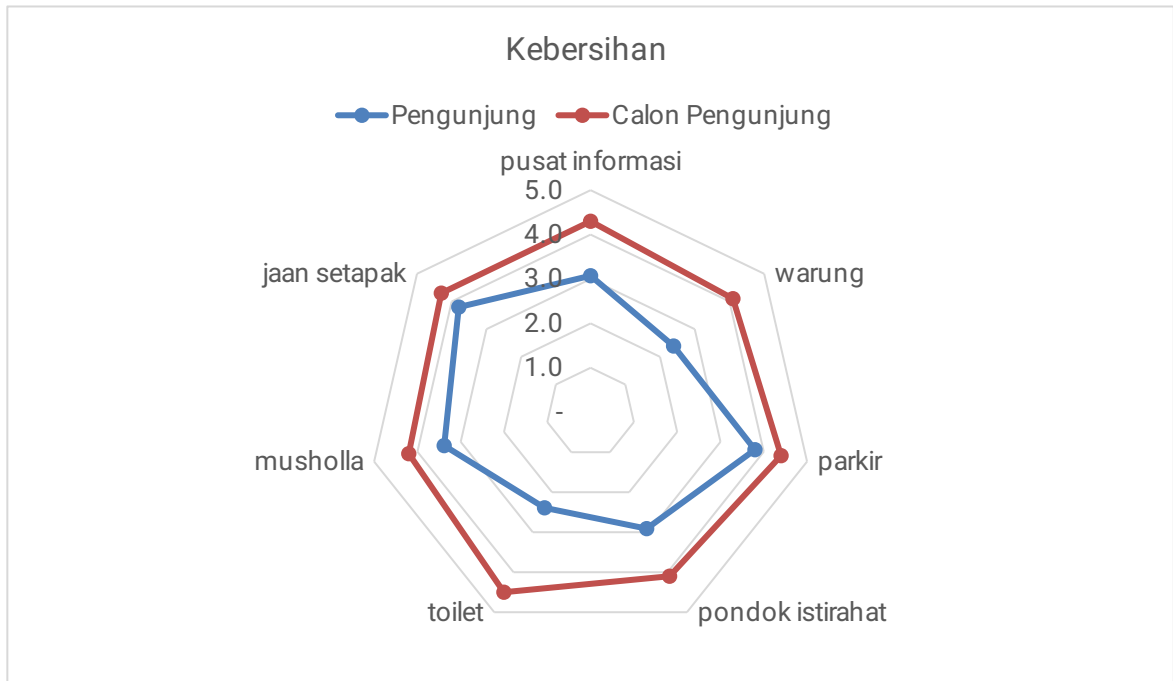 Kebersihan
Pengunjung Calon Pengunjung
pusat informasi
5.0
4.0
jaan setapak
warung
3.0
2.0
1.0
-
musholla
parkir
toilet
pondok istirahat